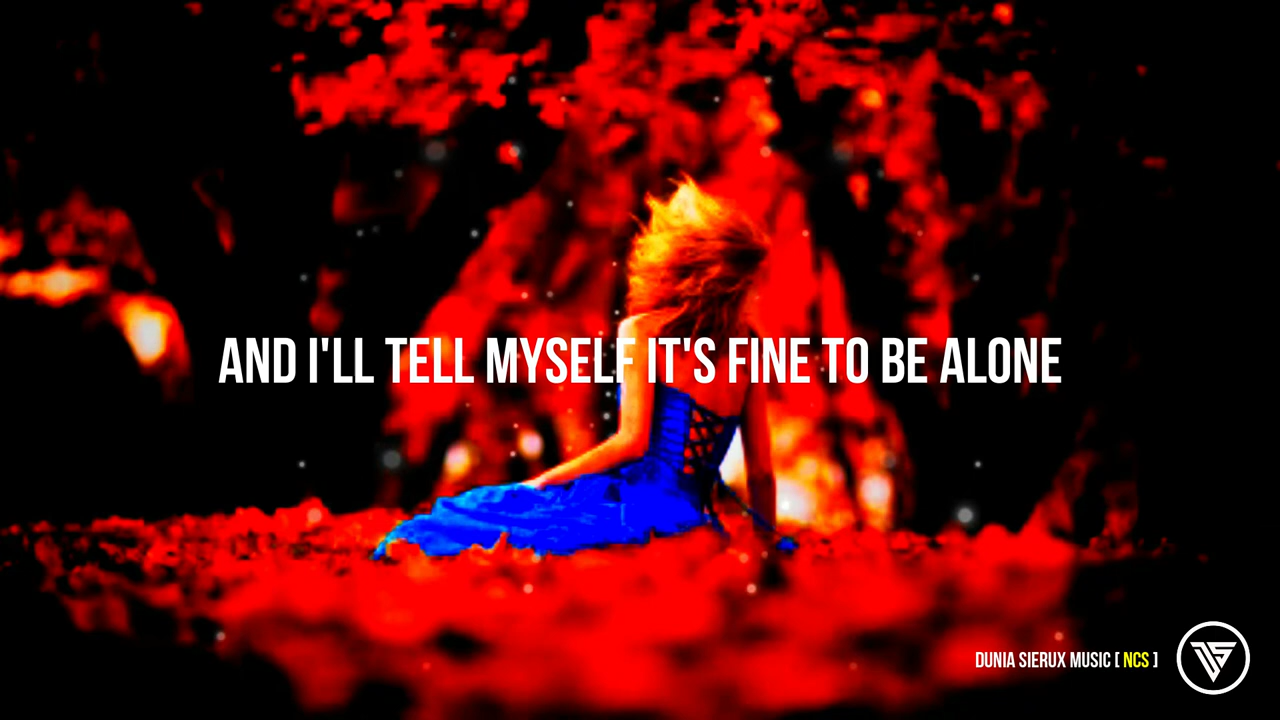 AND I'LL TELL MYSELF IT'S FINE TO BE ALONE
DUNIA SIERUX MUSIC [ NCS ]